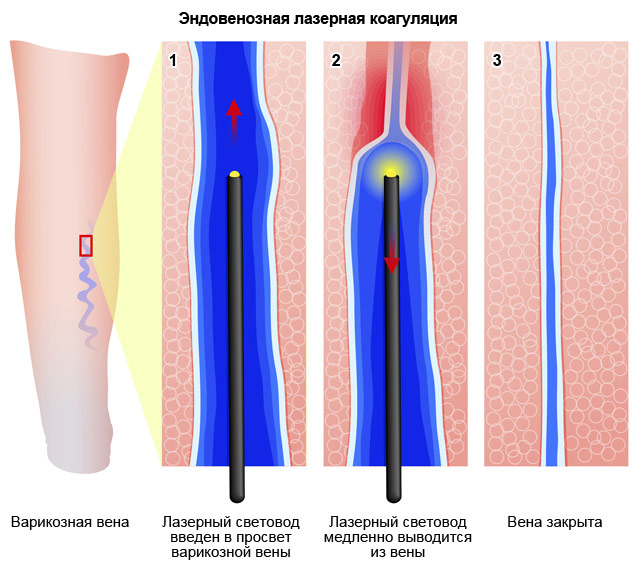 Эндовенозная лазерная коагуляция
1
2
3
Варикозная вена
Лазерный световод
введен в просвет
варикозной вены
Лазерный световод
медленно выводится
из вены
Вена закрыта